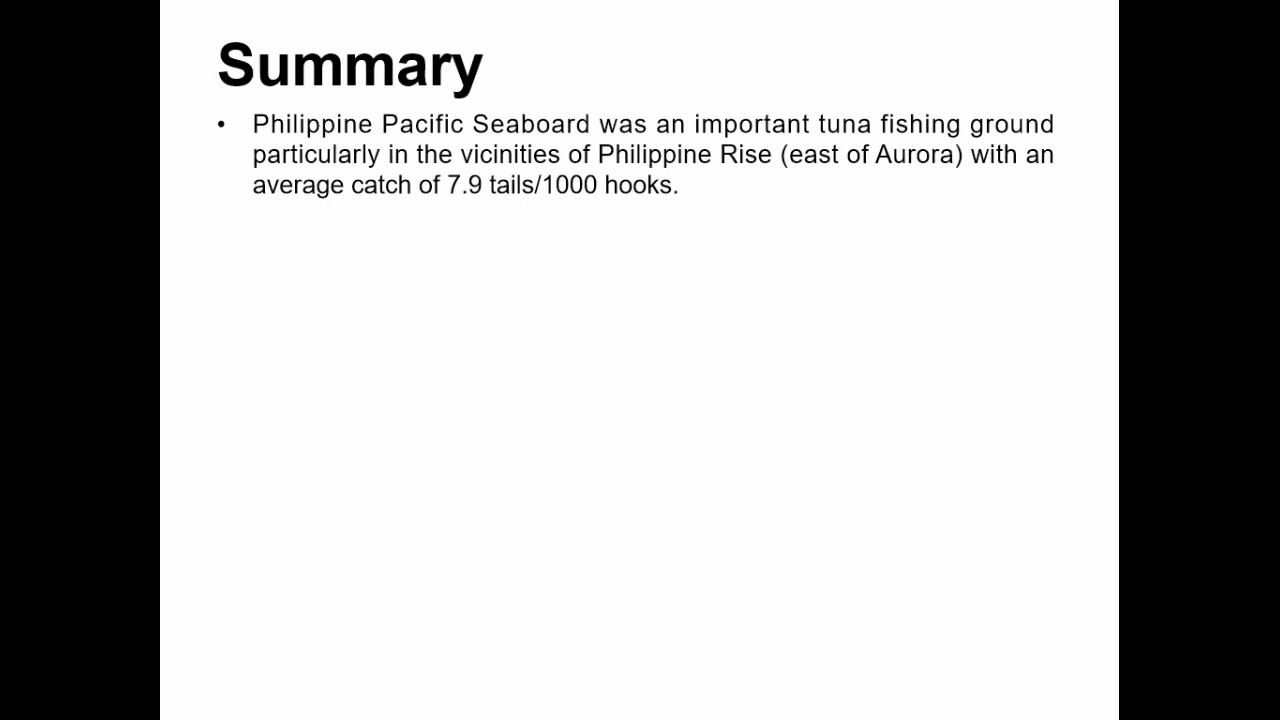 Summary
• Philippine Pacific Seaboard was an important tuna fishing ground
particularly in the vicinities of Philippine Rise (east of Aurora) with an
average catch of 7.9 tails/1000 hooks.